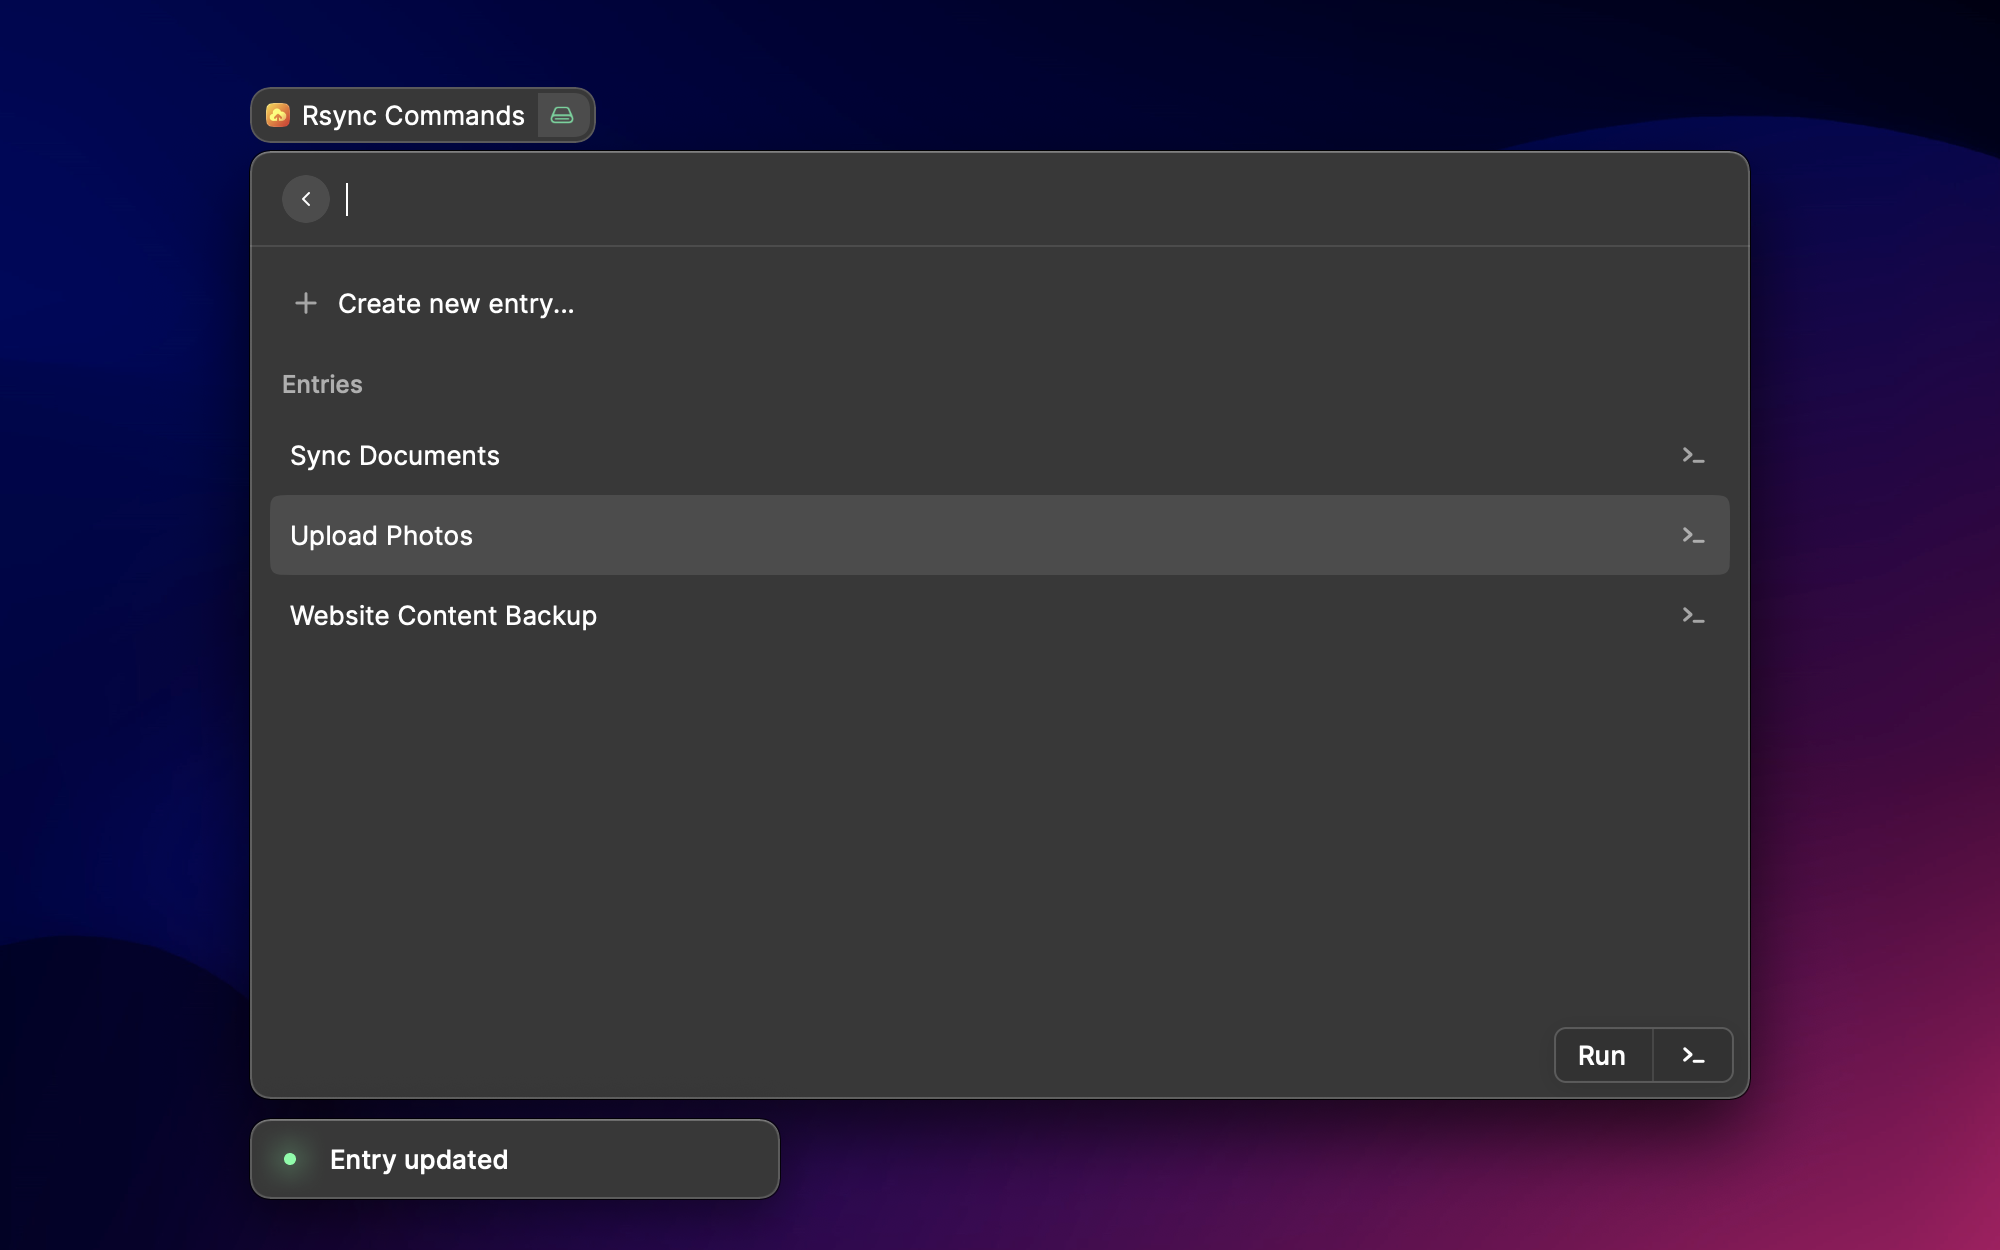 Rsync Commands
Create new entry...
Entries
Sync Documents
Upload Photos
Website Content Backup
Run
Entry updated